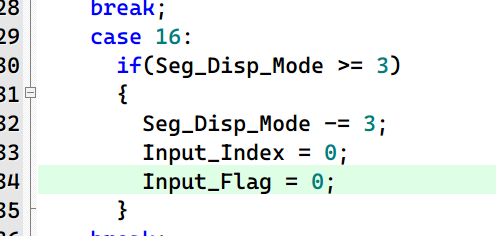 28 break;
29 case 16:
30 if(Seg_Disp_Mode >= 3)
31 {
32 Seg_Disp_Mode -= 3;
33 Input_Index = 0;
34 Input_Flag = 0;
35 }